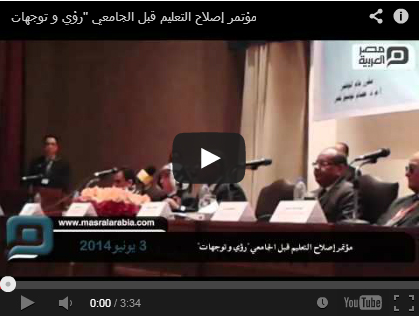 مؤتمر إصلاح التعليم قبل الجامعي "رؤي و توجهات
مصر
العربية
www.masralarabia.com
3 يونيو 2014
مؤتمر إصلاح التعليم قبل الجامعي "رؤي و توجهات"
0:00 / 3:34
YouTube